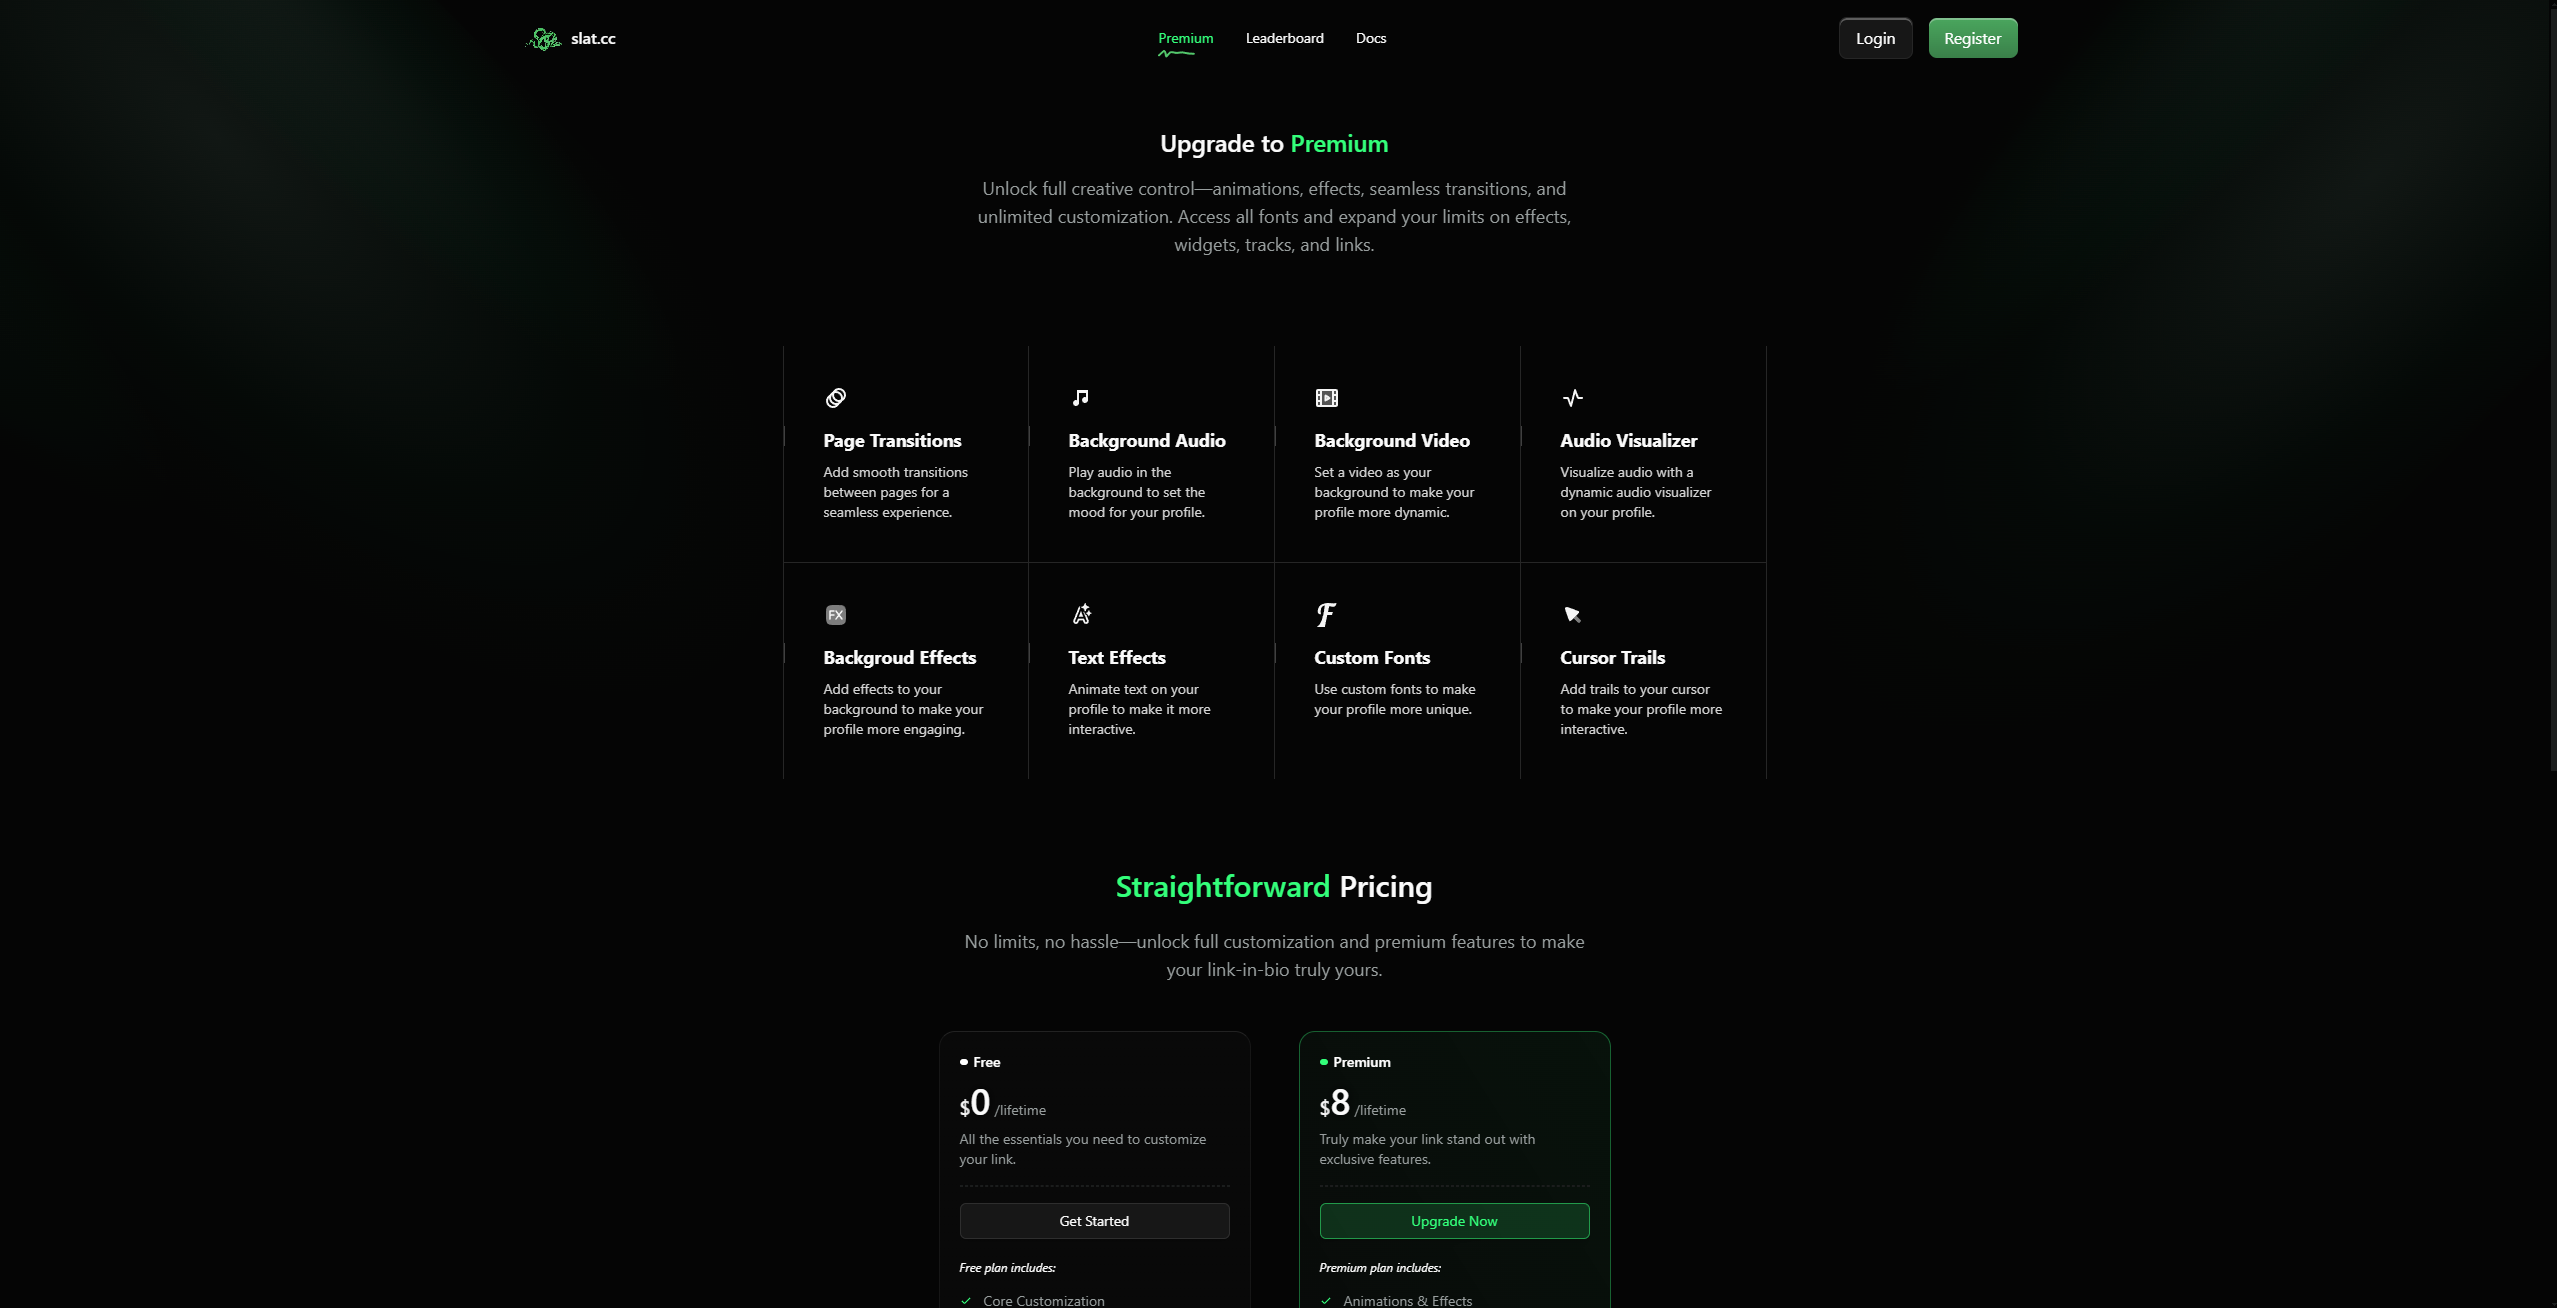 slat.cc
Premium
Leaderboard
Docs
Login
Register
Upgrade to Premium
Unlock full creative control—animations, effects, seamless transitions, and
unlimited customization. Access all fonts and expand your limits on effects,
widgets, tracks, and links.
Page Transitions
Add smooth transitions
between pages for a
seamless experience.
Background Audio
Play audio in the
background to set the
mood for your profile.
Background Video
Set a video as your
background to make your
profile more dynamic.
Audio Visualizer
Visualize audio with a
dynamic audio visualizer
on your profile.
FX
Backgroud Effects
Add effects to your
background to make your
profile more engaging.
Text Effects
Animate text on your
profile to make it more
interactive.
Custom Fonts
Use custom fonts to make
your profile more unique.
Cursor Trails
Add trails to your cursor
to make your profile more
interactive.
Straightforward Pricing
No limits, no hassle—unlock full customization and premium features to make
your link-in-bio truly yours.
Free
$0 /lifetime
All the essentials you need to customize
your link.
Get Started
Free plan includes:
Core Customization
Premium
$8 /lifetime
Truly make your link stand out with
exclusive features.
Upgrade Now
Premium plan includes:
Animations & Effects